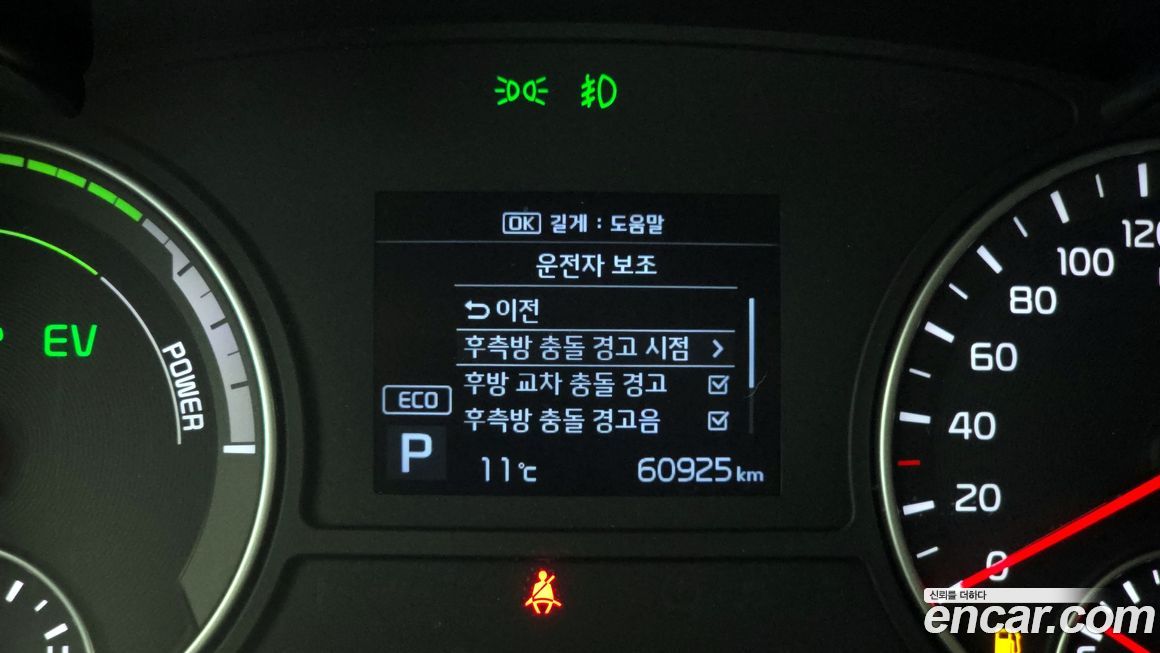 OK 길게 : 도움말
운전자 보조
이전
후측방 충돌 경고 시점
후방 교차 충돌 경고
후측방 충돌 경고음
ECO
P
11℃ 60925km
EV
POWER
120
100
80
60
40
20
0
신뢰를 더하다
encar.com